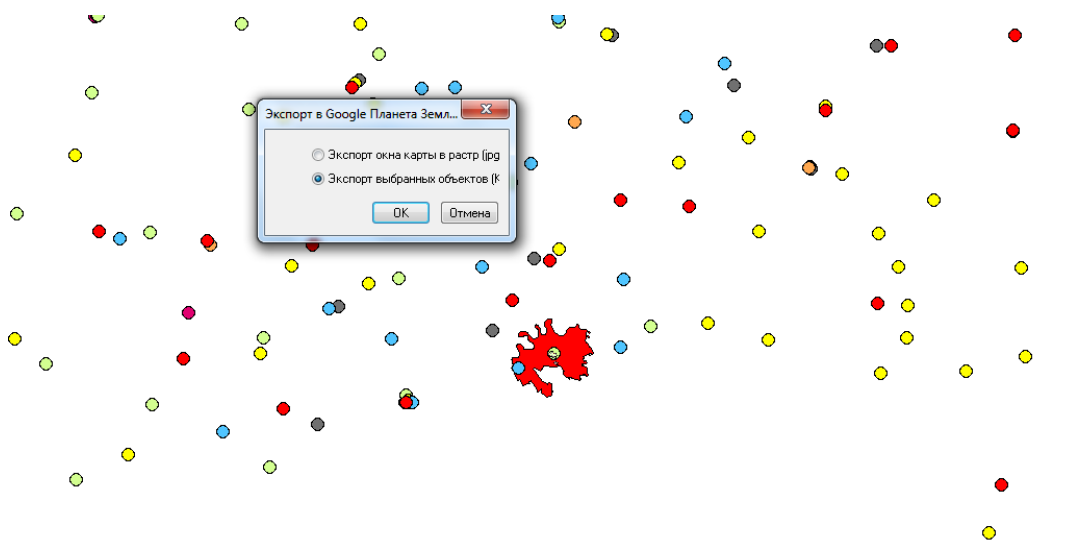 Экспорт в Google Планета Земл...
Экспорт окна карты в растр (jpg
Экспорт выбранных объектов (К
OK
Отмена